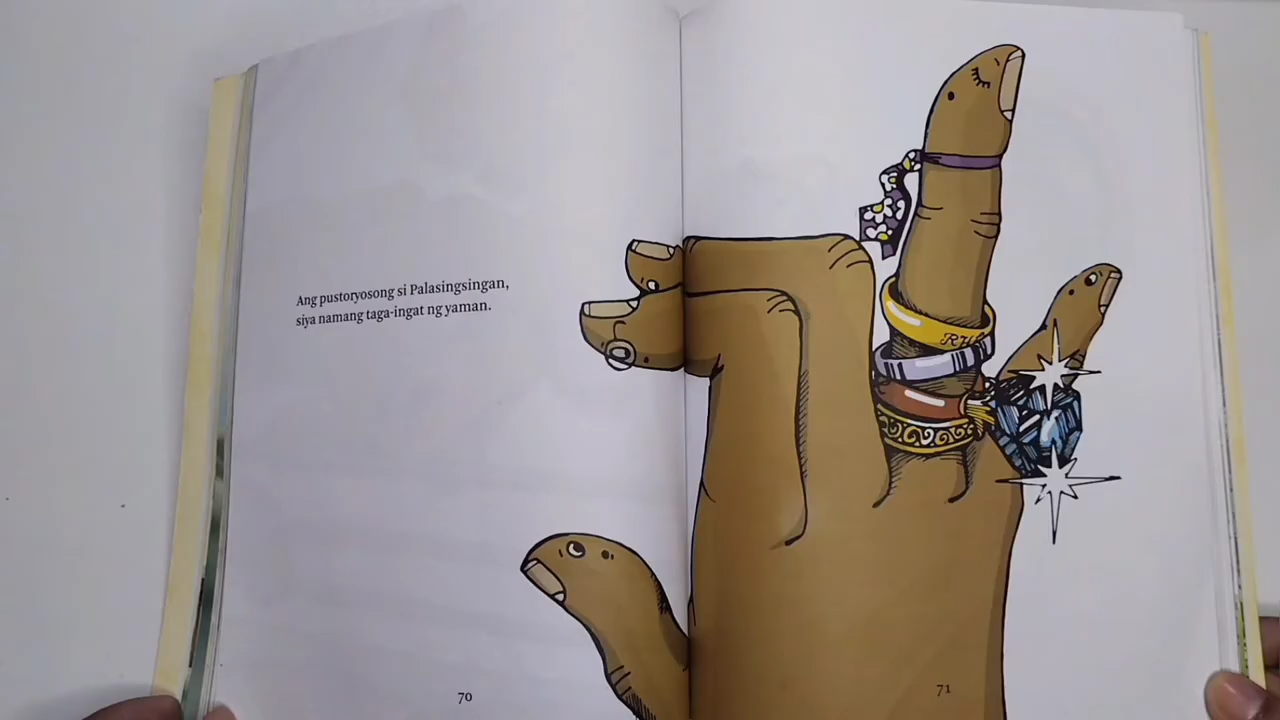 Ang pustoryosong si Palasingsingan,
siya namang taga-ingat ng yaman.
70
71